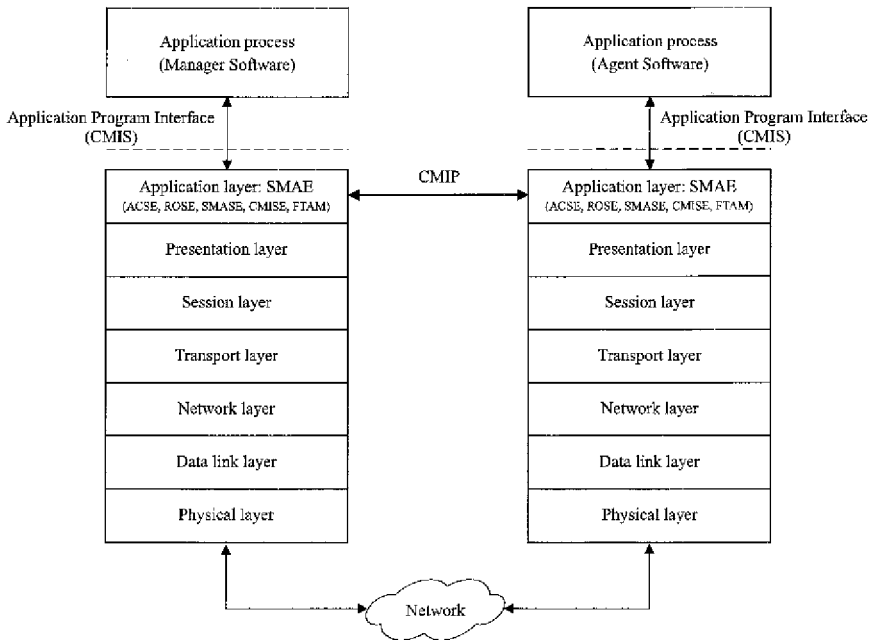 Application process
(Manager Software)
Application process
(Agent Software)
Application Program Interface
(CMIS)
Application Program Interface
(CMIS)
CMIP
Application layer: SMAE
(ACSE, ROSE, SMASE, CMISE, FTAM)
Presentation layer
Session layer
Transport layer
Network layer
Data link layer
Physical layer
Application layer: SMAE
(ACSE, ROSE, SMASE, CMISE, FTAM)
Presentation layer
Session layer
Transport layer
Network layer
Data link layer
Physical layer
Network